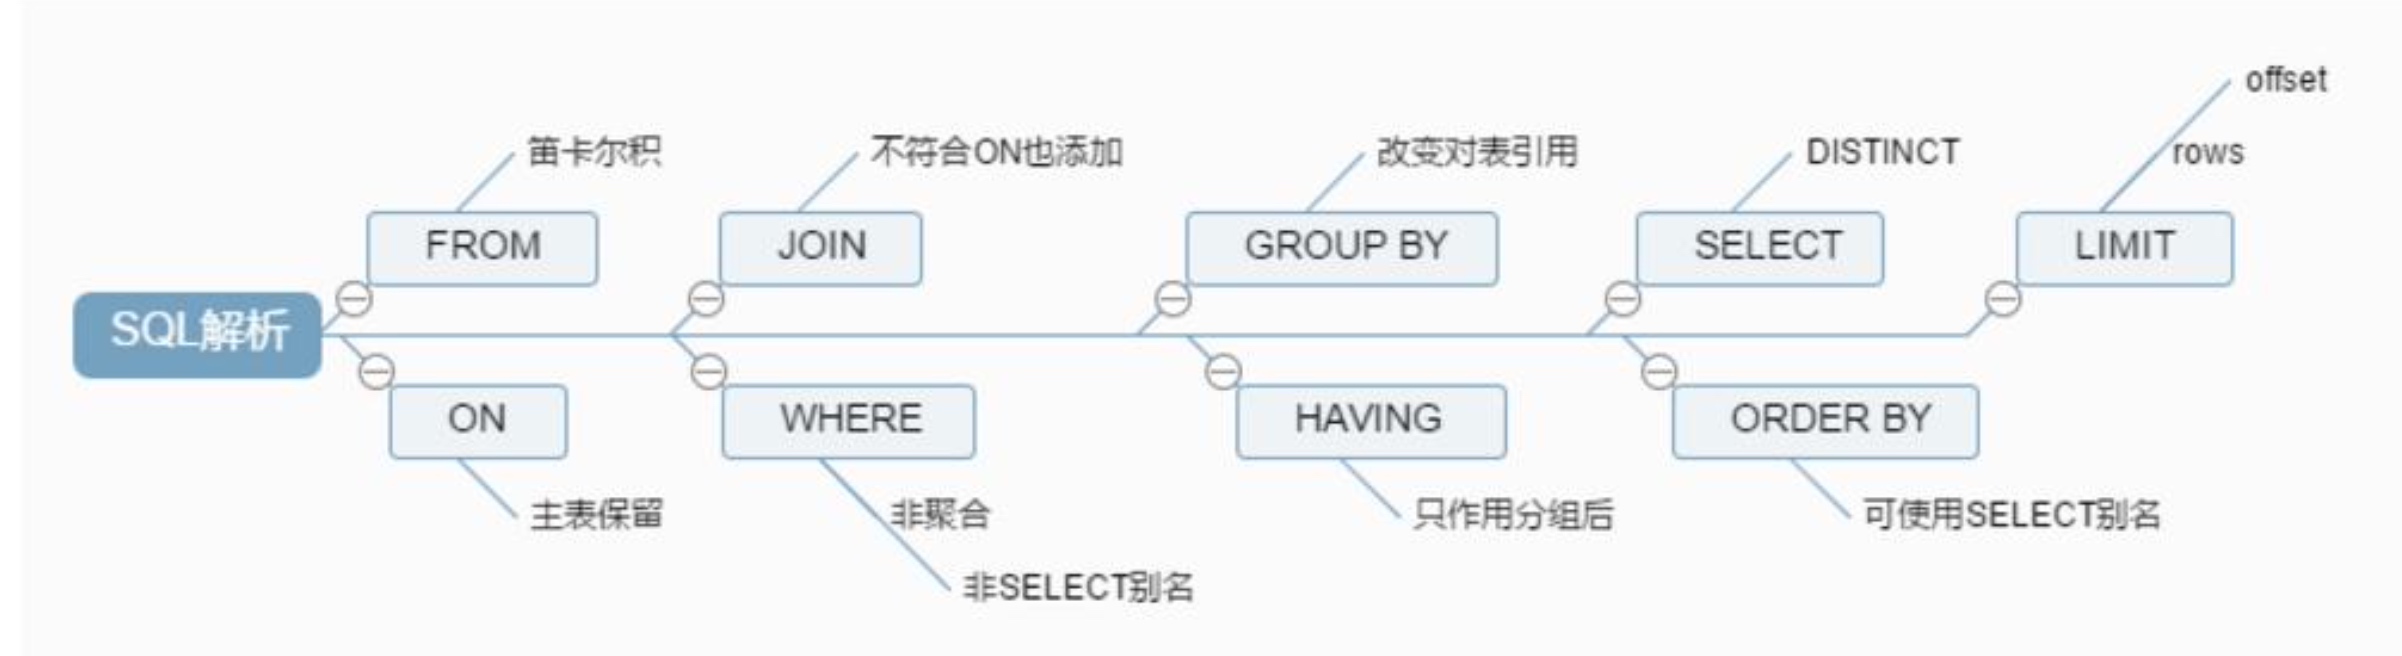 SQL解析
FROM
笛卡尔积
ON
主表保留
JOIN
不符合ON也添加
WHERE
非聚合
非SELECT别名
GROUP BY
改变对表引用
HAVING
只作用分组后
SELECT
DISTINCT
ORDER BY
可使用SELECT别名
LIMIT
rows
offset